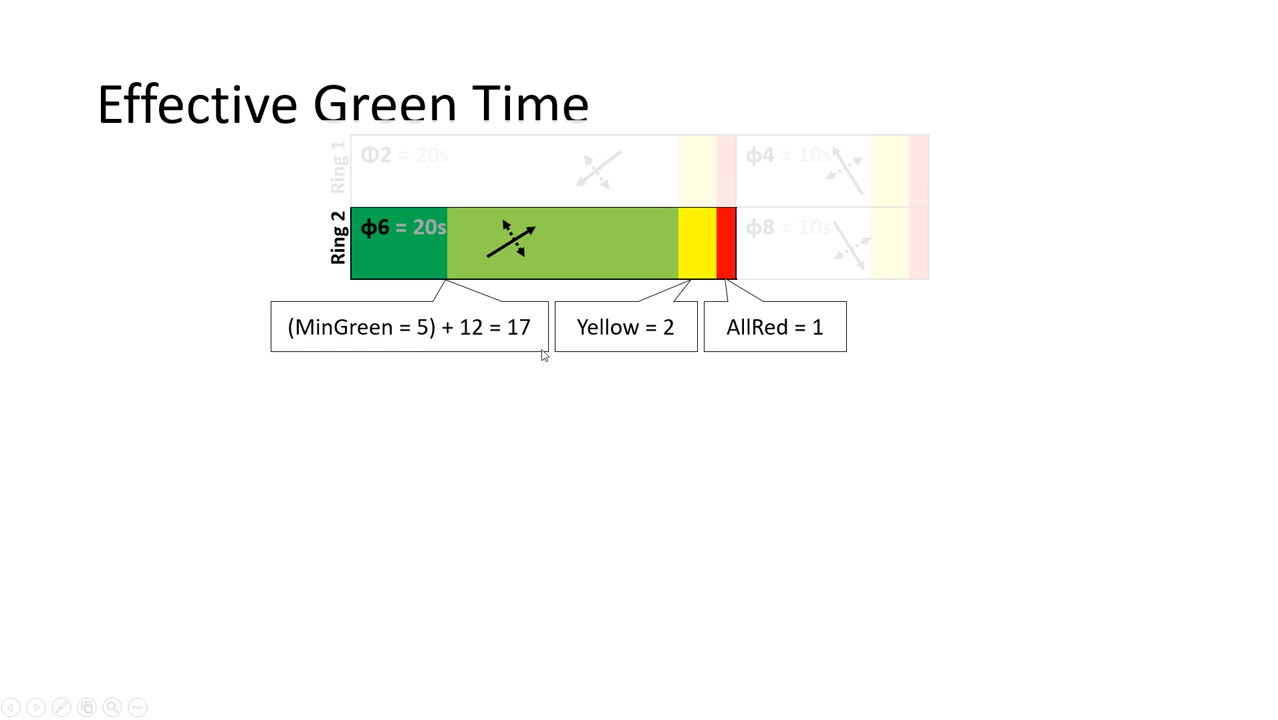 Effective Green Time
Ring 1
Φ2 = 20s
ϕ4 = 10s
Ring 2
ϕ6 = 20s
ϕ8 = 10s
(MinGreen = 5) + 12 = 17
Yellow = 2
AllRed = 1